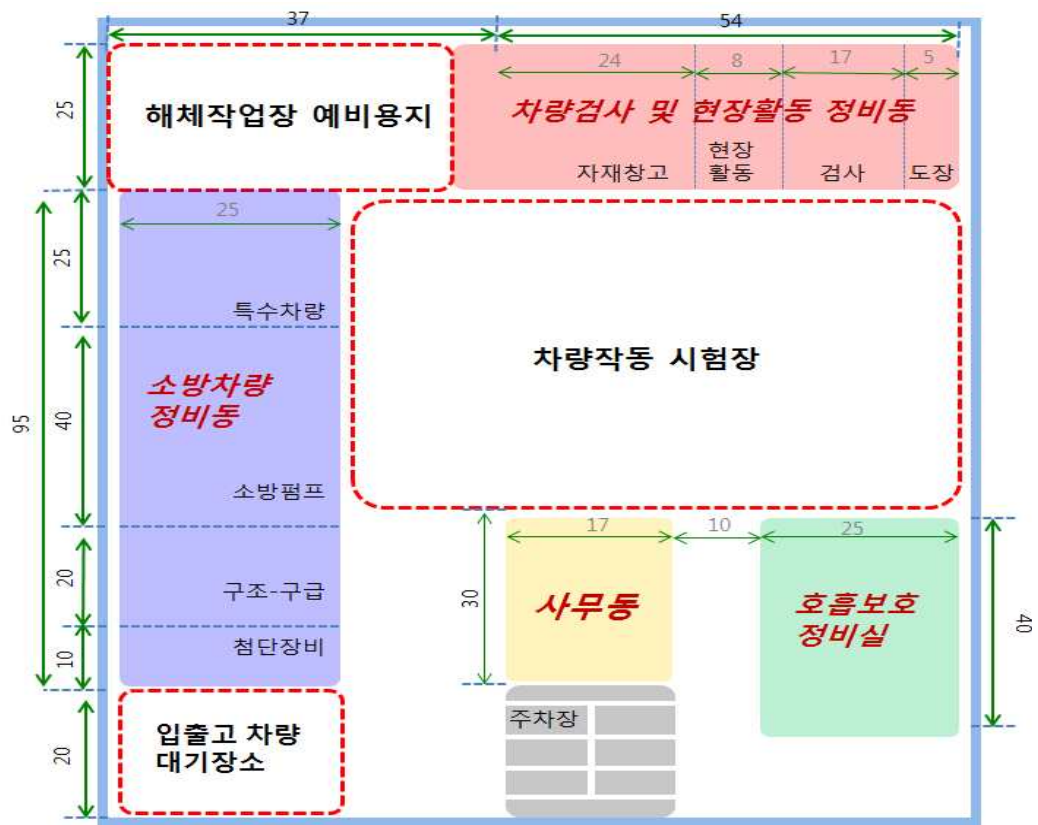 37
54
24
8
17
5
25
해체작업장 예비용지
차량검사 및 현장활동 정비동
자재창고
현장
활동
검사
도장
25
25
특수차량
차량작동 시험장
소방차량
정비동
95
40
소방펌프
17
10
25
20
구조-구급
30
사무동
호흡보호
정비실
40
10
첨단장비
주차장
입출고 차량
대기장소
20